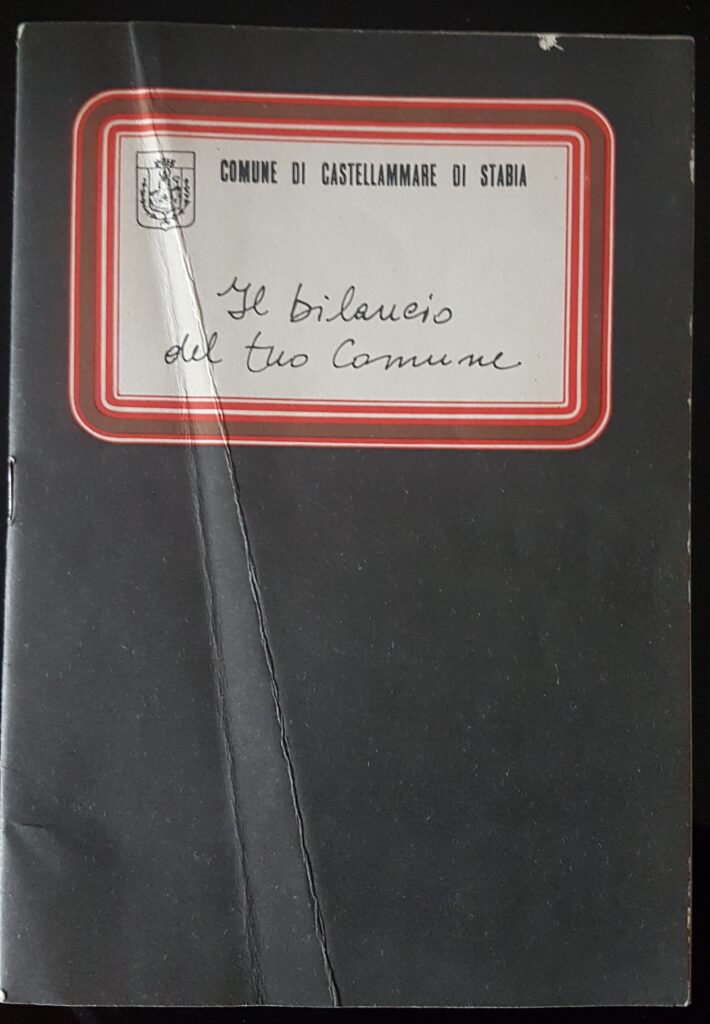 COMUNE DI CASTELLAMMARE DI STABIA
Il bilancio
del tuo Comune